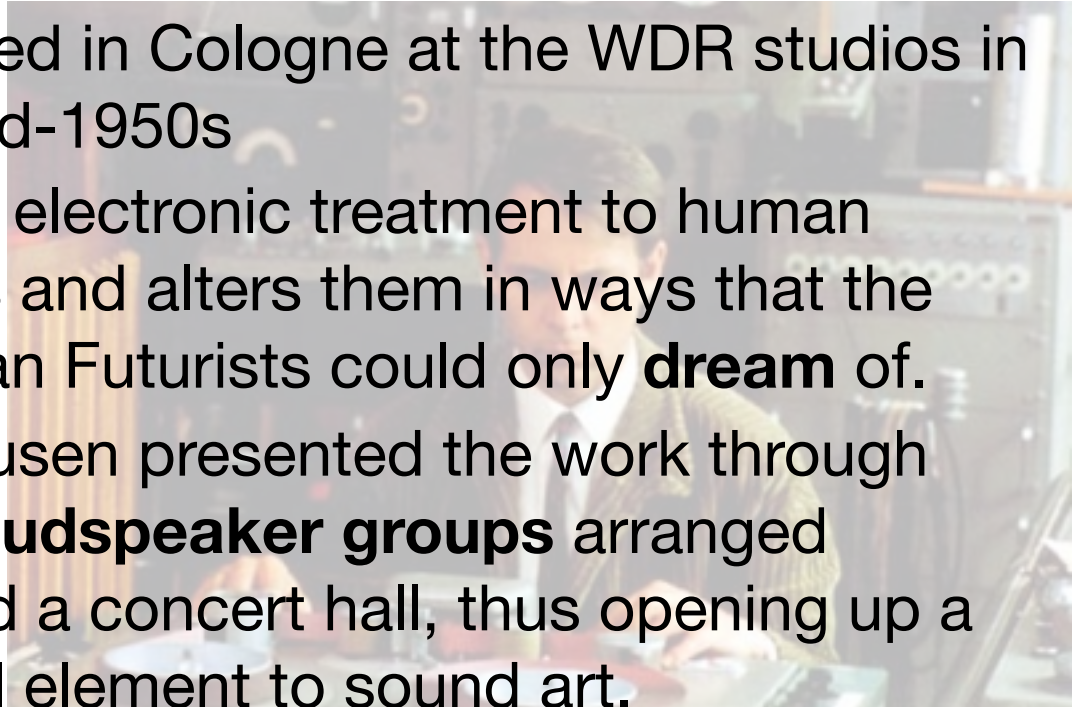 ed in Cologne at the WDR studios in
d-1950s
electronic treatment to human
and alters them in ways that the
an Futurists could only dream of.
usen presented the work through
udspeaker groups arranged
d a concert hall, thus opening up a
element to sound art.